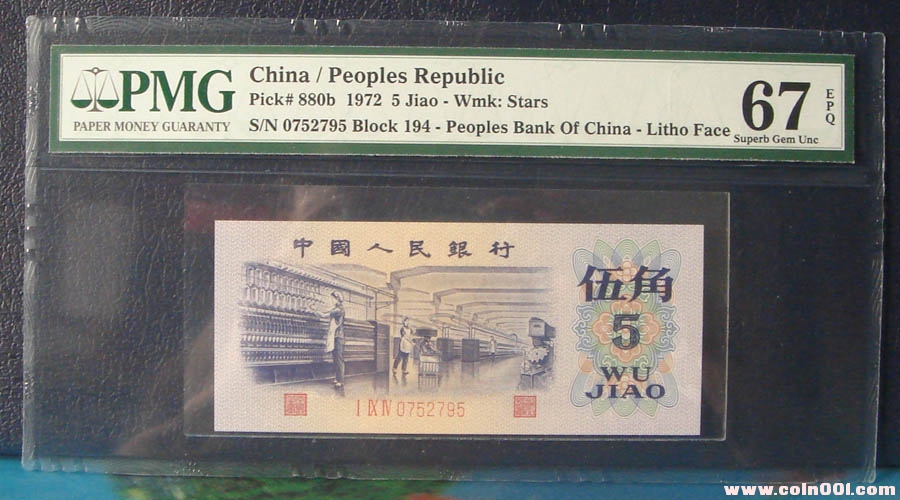 PMG
PAPER MONEY GUARANTY
China / Peoples Republic
Pick# 880b 1972 5 Jiao - Wmk: Stars
S/N 0752795 Block 194 - Peoples Bank Of China - Litho Face
67
EPQ
Superb Gem Unc
中國人民銀行
伍角
5
WU
JIAO
I IX IV 0752795
www.coin001.com